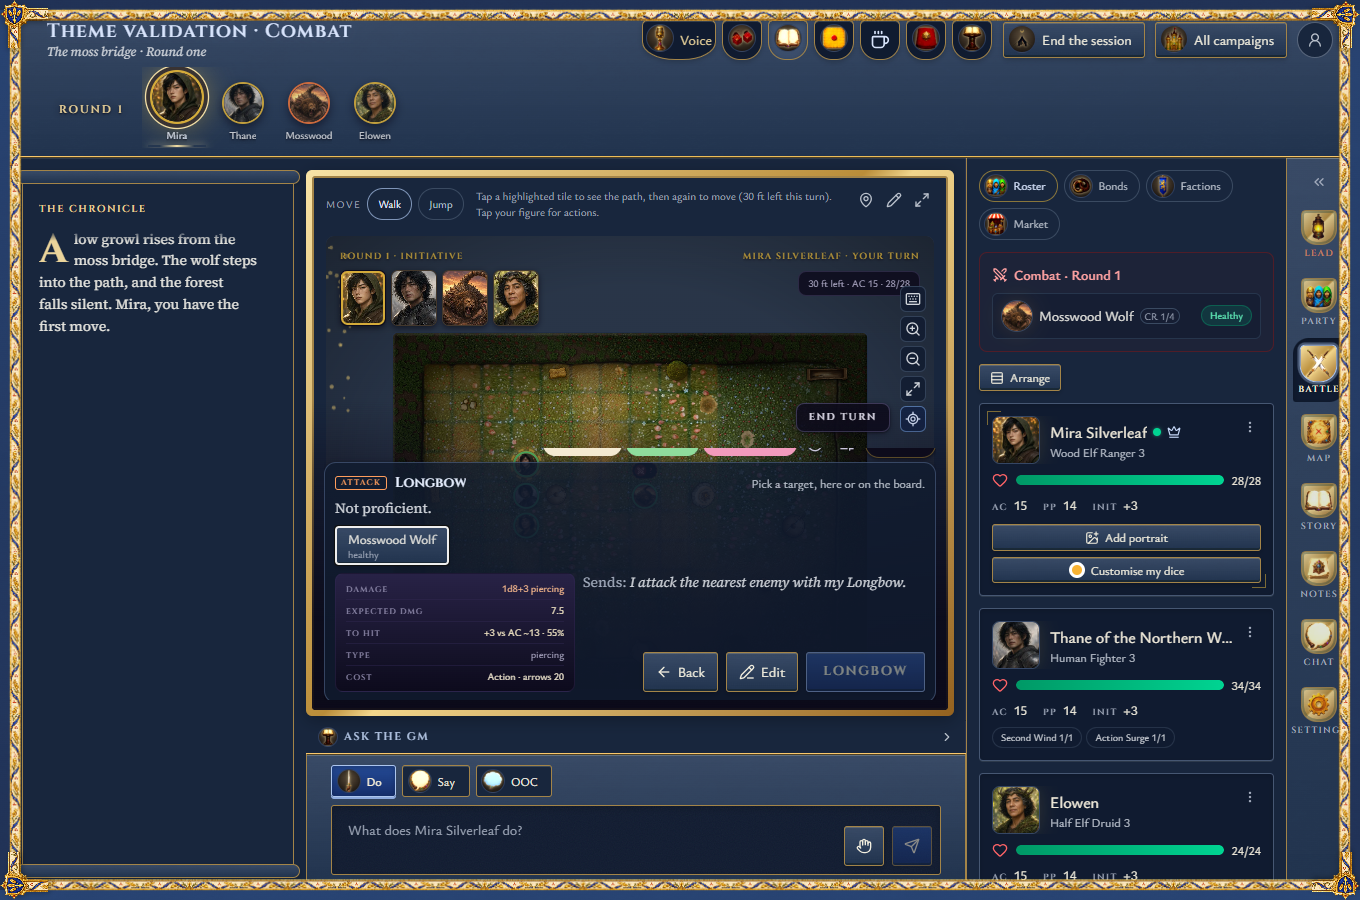 THEME VALIDATION · COMBAT
The moss bridge · Round one
Voice
End the session
All campaigns
ROUND 1
Mira
Thane
Mosswood
Elowen
THE CHRONICLE
A low growl rises from the
moss bridge. The wolf steps
into the path, and the forest
falls silent. Mira, you have the
first move.
MOVE
Walk
Jump
Tap a highlighted tile to see the path, then again to move (30 ft left this turn).
Tap your figure for actions.
ROUND 1 · INITIATIVE
MIRA SILVERLEAF · YOUR TURN
30 ft left · AC 15 · 28/28
END TURN
ATTACK
LONGBOW
Pick a target, here or on the board.
Not proficient.
Mosswood Wolf
healthy
DAMAGE
1d8+3 piercing
EXPECTED DMG
7.5
TO HIT
+3 vs AC ~13 · 55%
TYPE
piercing
COST
Action · arrows 20
Sends: I attack the nearest enemy with my Longbow.
Back
Edit
LONGBOW
ASK THE GM
Do
Say
OOC
What does Mira Silverleaf do?
Roster
Bonds
Factions
Market
Combat · Round 1
Mosswood Wolf
CR 1/4
Healthy
Arrange
Mira Silverleaf
Wood Elf Ranger 3
28/28
AC 15 PP 14 INIT +3
Add portrait
Customise my dice
Thane of the Northern W...
Human Fighter 3
34/34
AC 15 PP 14 INIT +3
Second Wind 1/1
Action Surge 1/1
Elowen
Half Elf Druid 3
24/24
AC 15 PP 14 INIT +3
LEAD
PARTY
BATTLE
MAP
STORY
NOTES
CHAT
SETTING